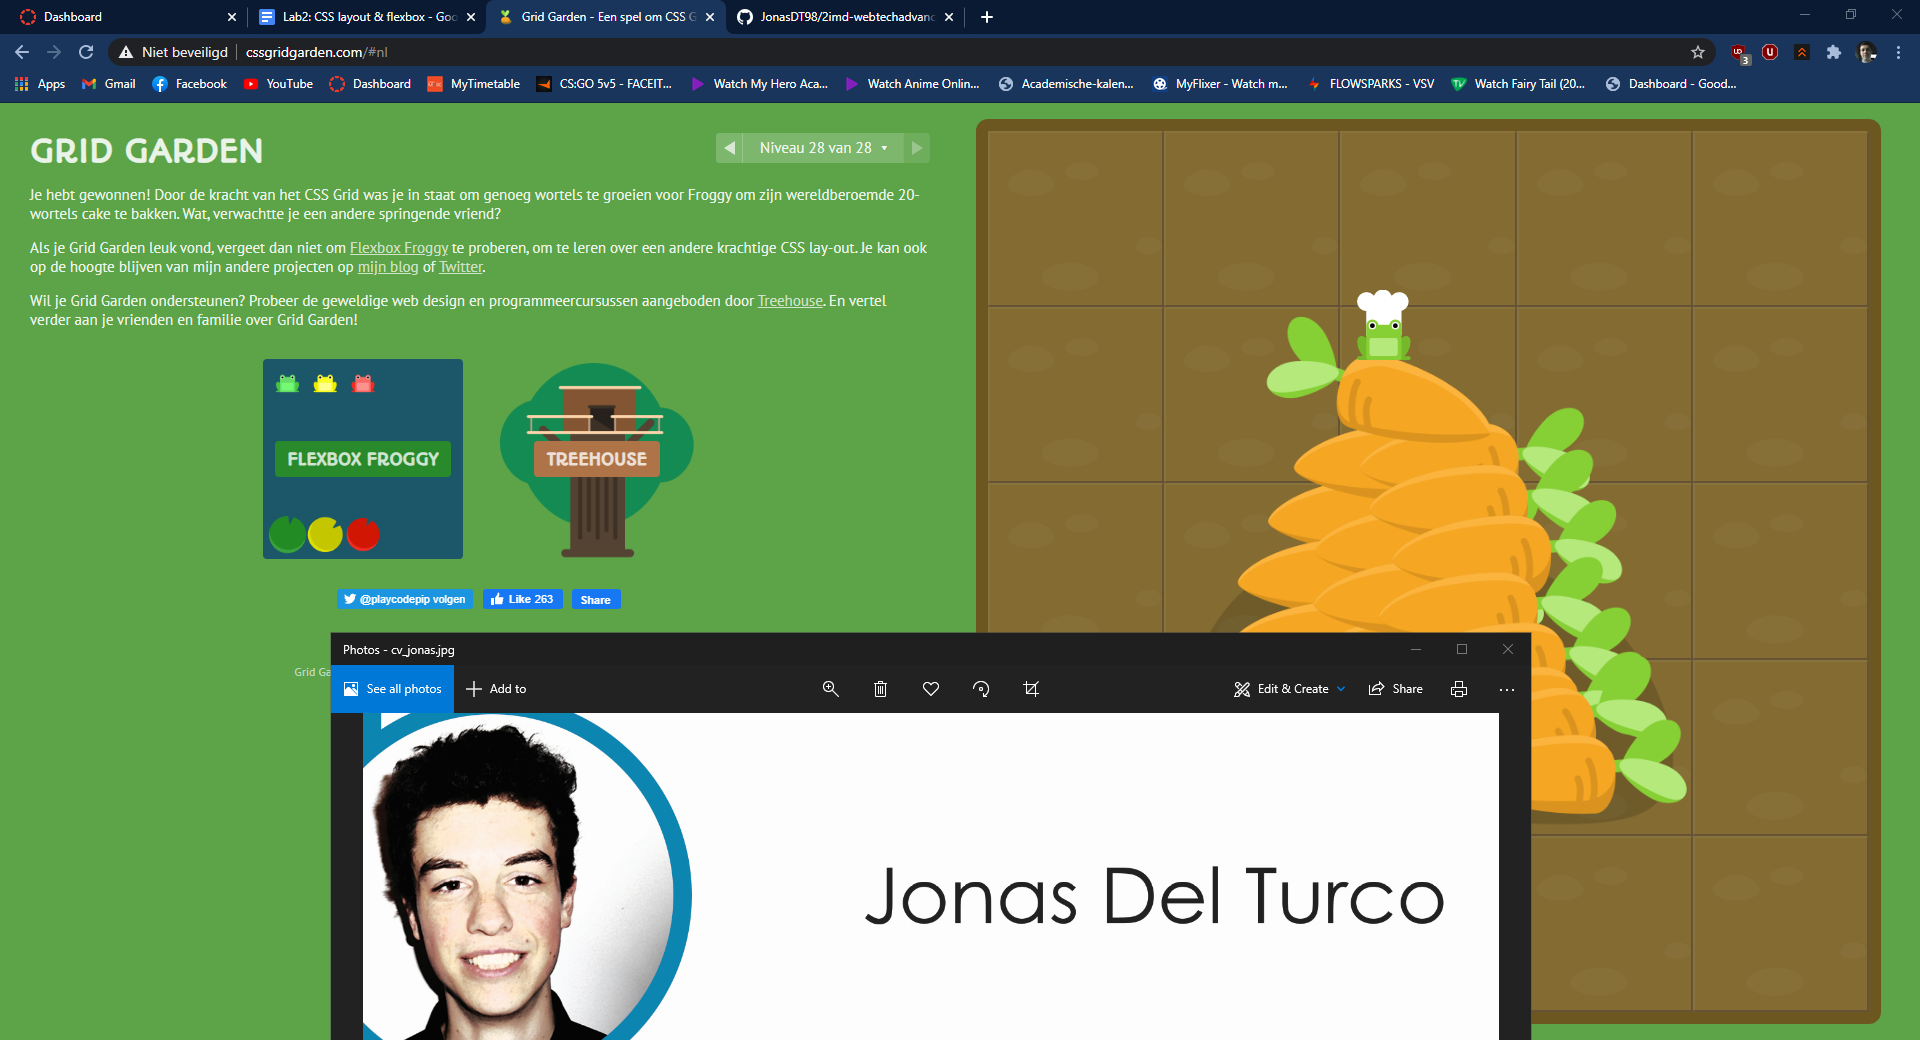 Dashboard
Lab2: CSS layout & flexbox - Goo
Grid Garden - Een spel om CSS G
JonasDT98/2imd-webtechadvanc
Niet beveiligd
cssgridgarden.com/#nl
3
Apps
Gmail
Facebook
YouTube
Dashboard
MyTimetable
CS:GO 5v5 - FACEIT...
Watch My Hero Aca...
Watch Anime Onlin...
Academische-kalen...
MyFlixer - Watch m...
FLOWSPARKS - VSV
TV
Watch Fairy Tail (20...
Dashboard - Good...
GRID GARDEN
Niveau 28 van 28
Je hebt gewonnen! Door de kracht van het CSS Grid was je in staat om genoeg wortels te groeien voor Froggy om zijn wereldberoemde 20-
wortels cake te bakken. Wat, verwachtte je een andere springende vriend?
Als je Grid Garden leuk vond, vergeet dan niet om Flexbox Froggy te proberen, om te leren over een andere krachtige CSS lay-out. Je kan ook
op de hoogte blijven van mijn andere projecten op mijn blog of Twitter.
Wil je Grid Garden ondersteunen? Probeer de geweldige web design en programmeercursussen aangeboden door Treehouse. En vertel
verder aan je vrienden en familie over Grid Garden!
FLEXBOX FROGGY
TREEHOUSE
@playcodepip volgen
Like 263
Share
Grid Ga
Photos - cv_jonas.jpg
See all photos
Add to
Edit & Create
Share
Jonas Del Turco